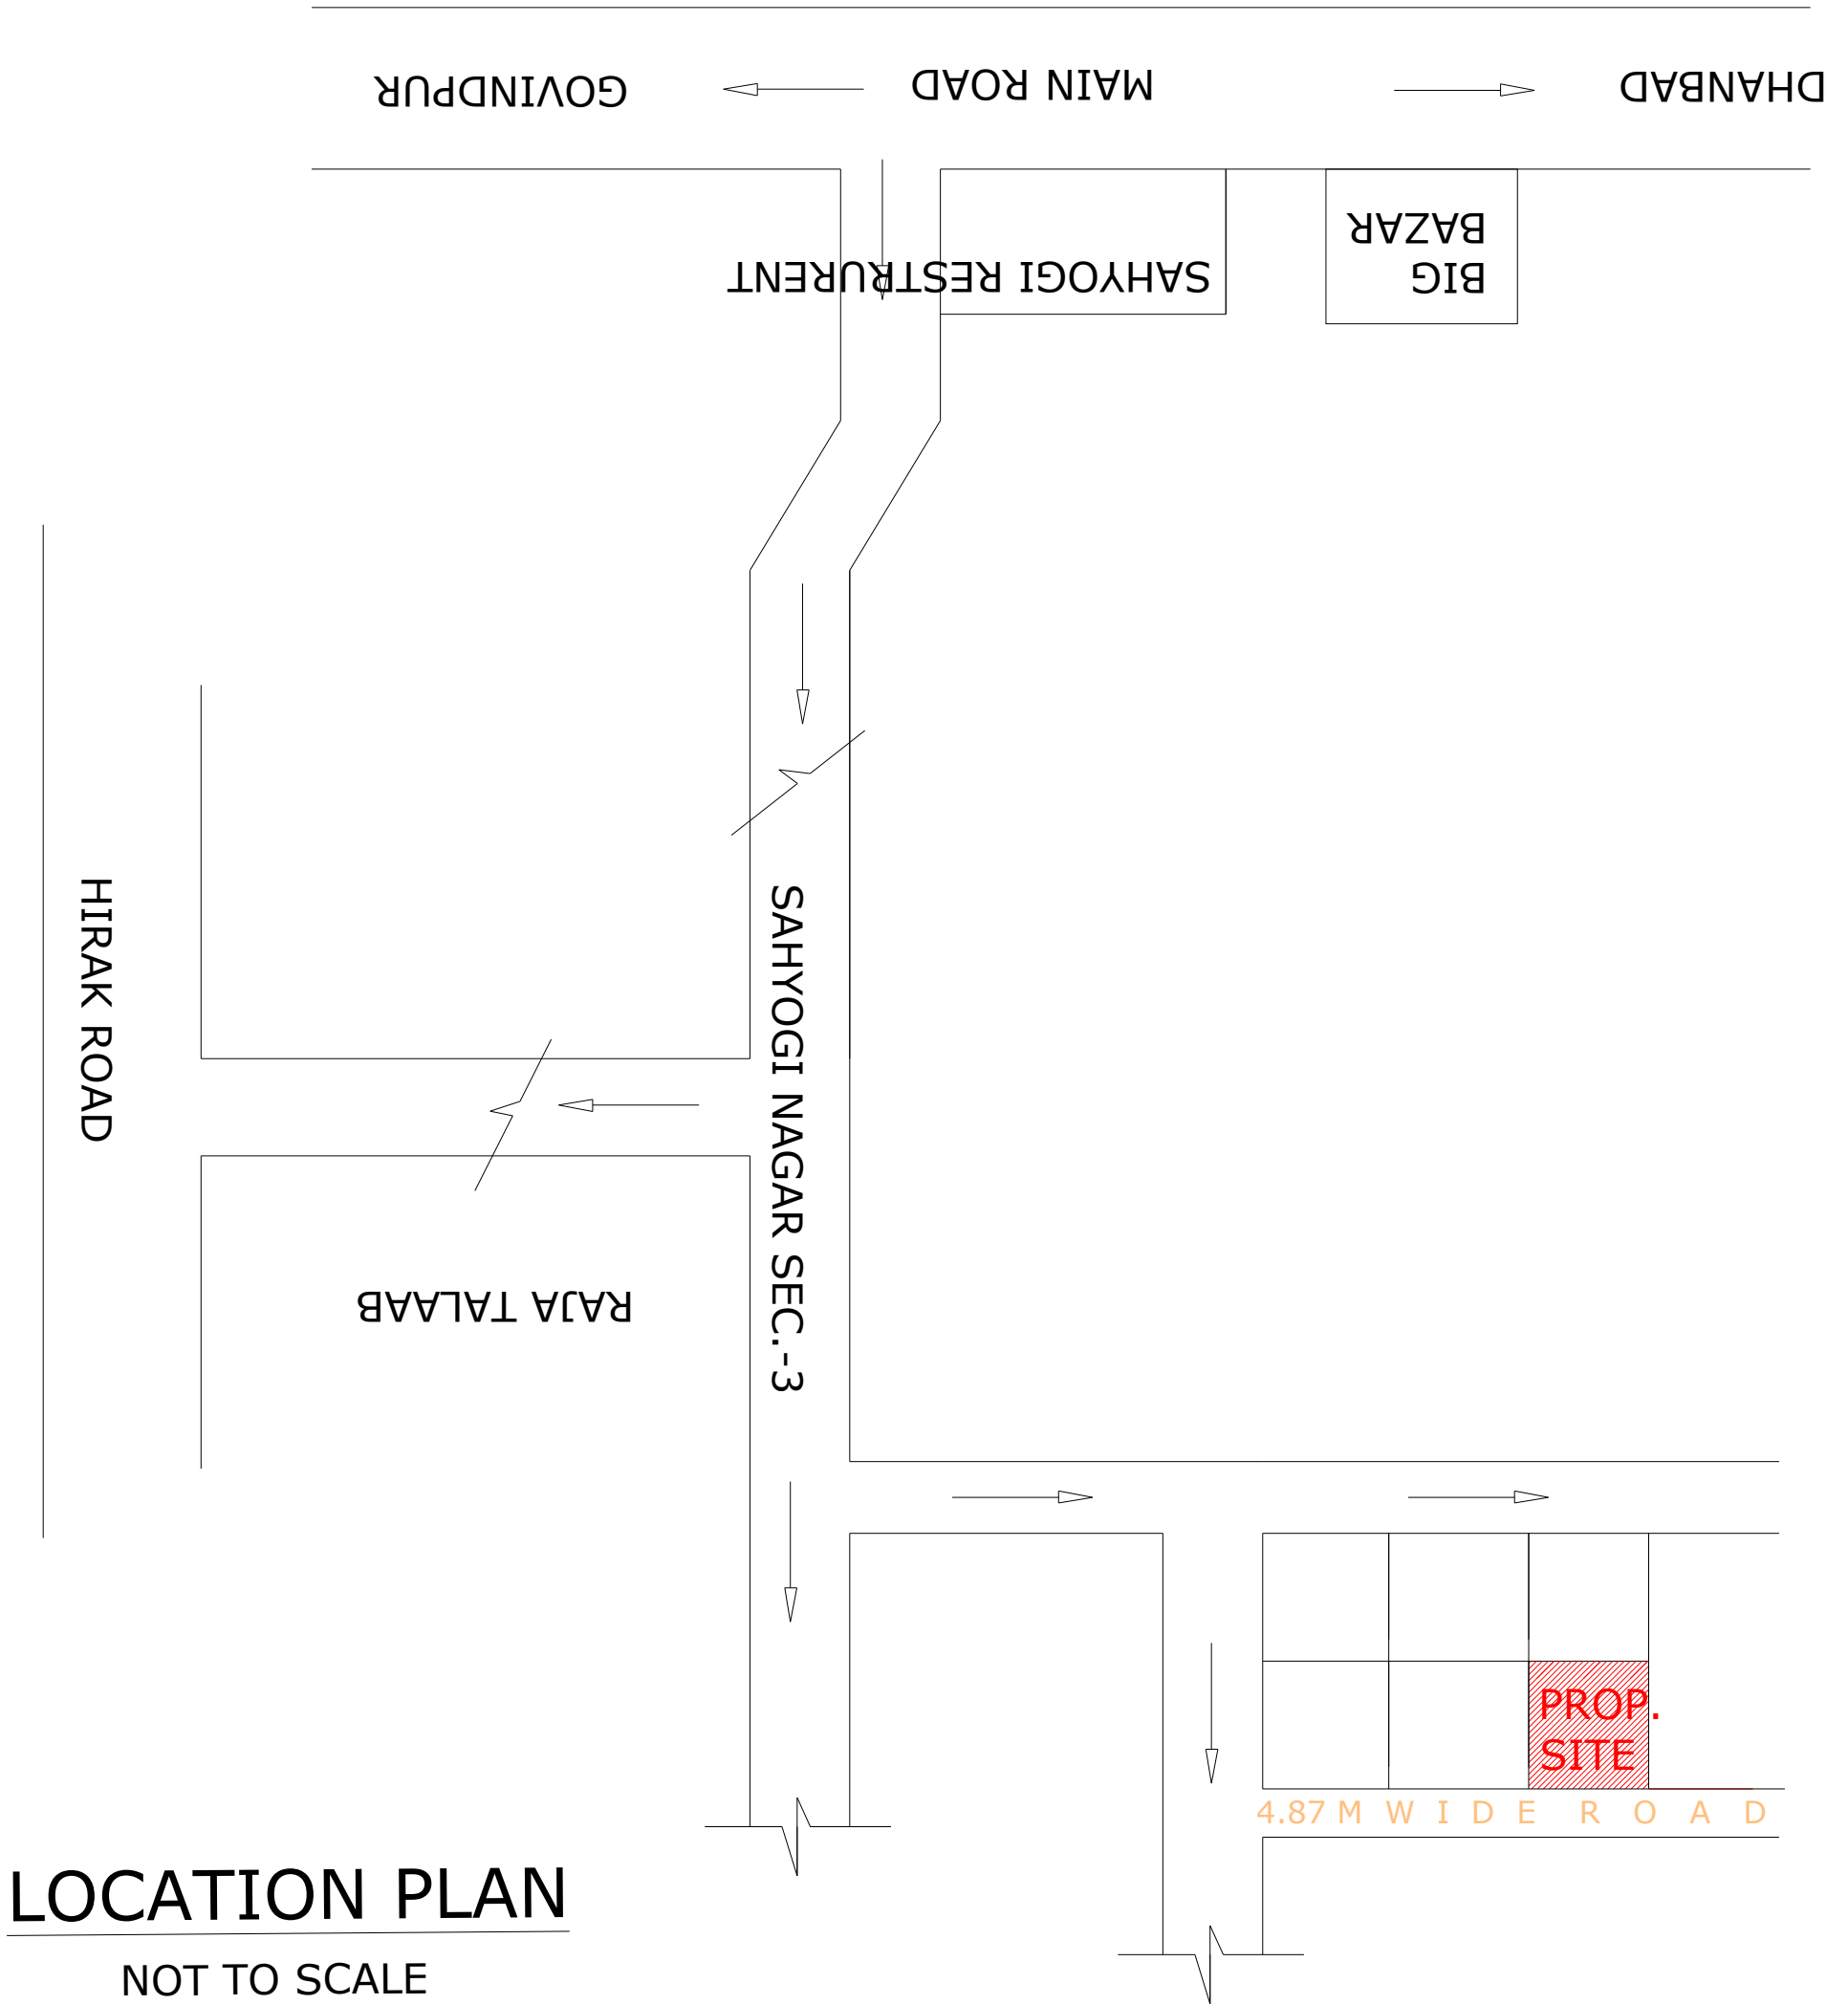 GOVINDPUR
MAIN ROAD
DHANBAD
SAHYOGI RESTRURENT
BIG
BAZAR
HIRAK ROAD
SAHYOGI NAGAR SEC.-3
RAJA TALAAB
PROP.
SITE
4.87 M W I D E R O A D
LOCATION PLAN
NOT TO SCALE